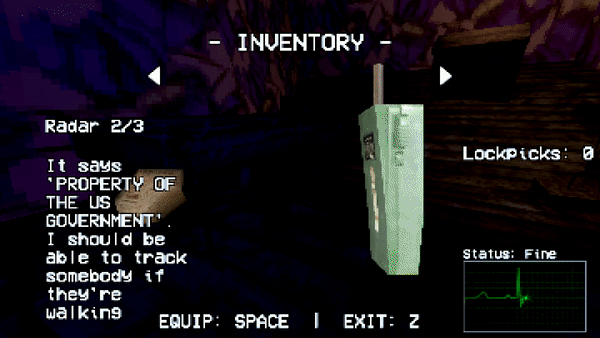 - INVENTORY -
Radar 2/3
It says
'PROPERTY OF
THE US
GOVERNMENT'.
I should be
able to track
somebody if
they're
walking
Lockpicks: 0
Status: Fine
EQUIP: SPACE | EXIT: Z